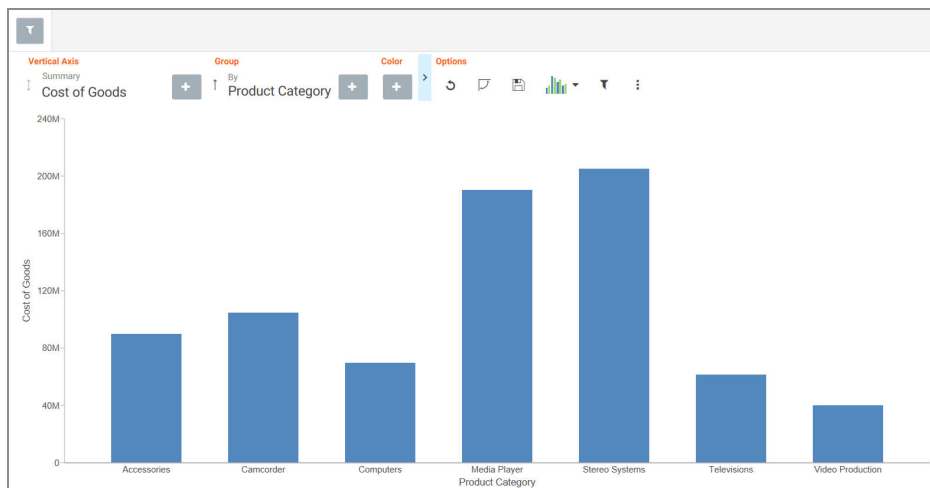 Vertical Axis
Group
Color
Options
Summary
Cost of Goods
By
Product Category
240M
200M
160M
120M
80M
40M
0
Cost of Goods
Accessories
Camcorder
Computers
Media Player
Stereo Systems
Televisions
Video Production
Product Category